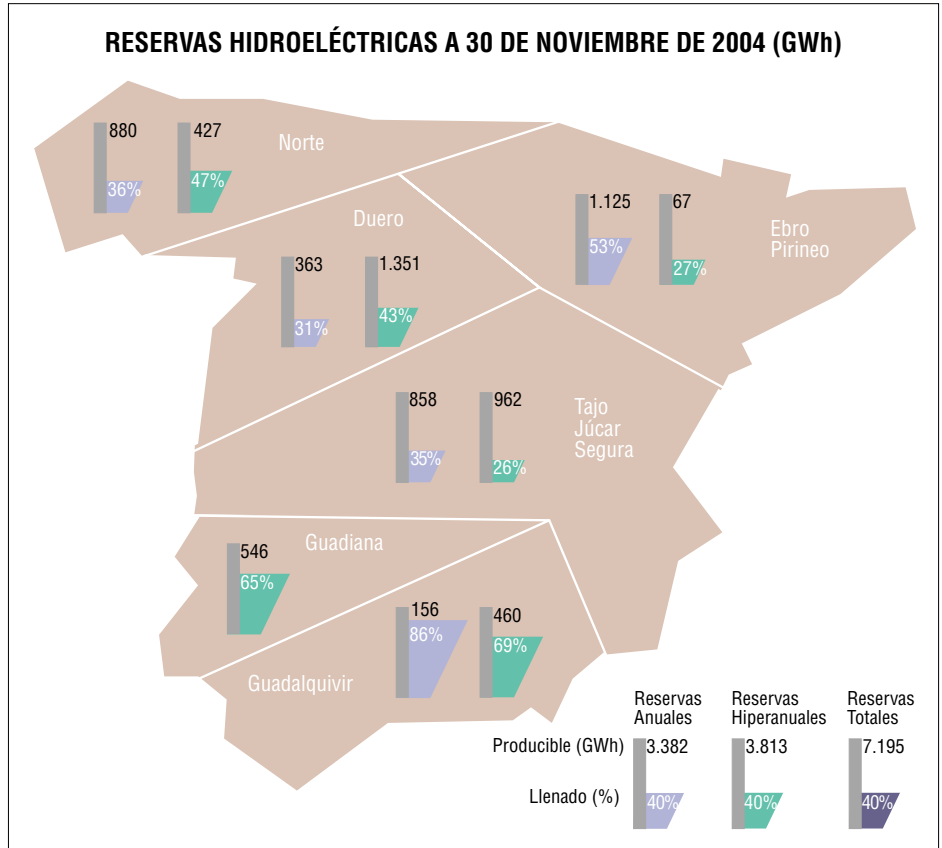 RESERVAS HIDROELÉCTRICAS A 30 DE NOVIEMBRE DE 2004 (GWh)
Norte
880
36%
427
47%
Duero
363
31%
1.351
43%
Ebro
Pirineo
1.125
53%
67
27%
Tajo
Júcar
Segura
858
35%
962
26%
Guadiana
546
65%
Guadalquivir
156
86%
460
69%
Reservas
Anuales
Reservas
Hiperanuales
Reservas
Totales
Producible (GWh)
3.382
3.813
7.195
Llenado (%)
40%
40%
40%